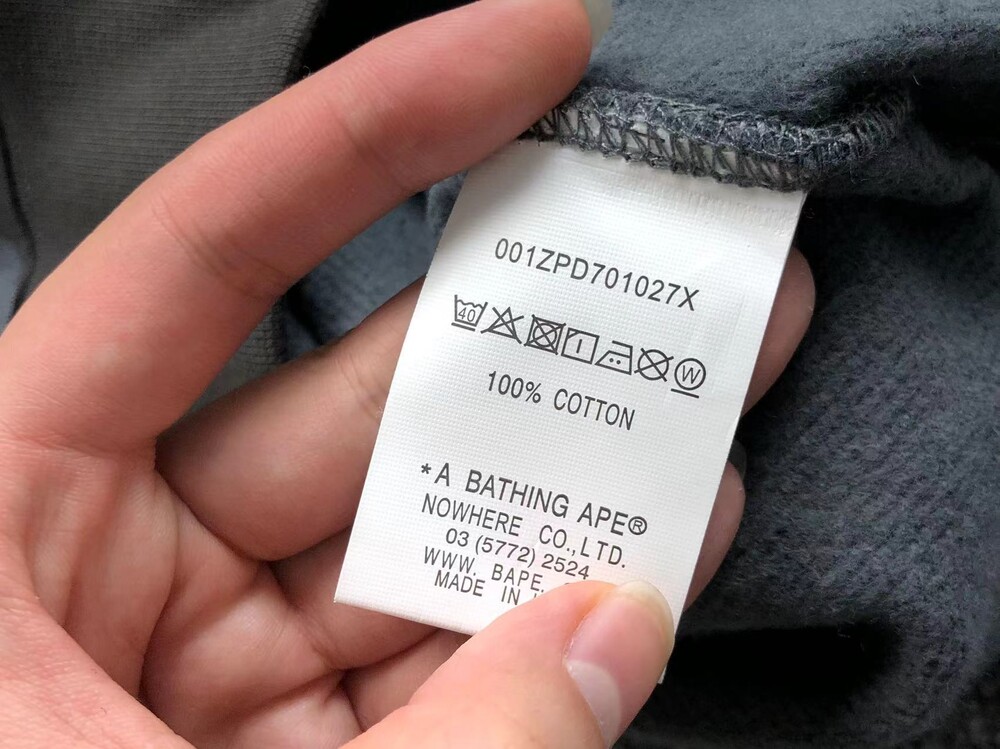 001ZPD701027X
40
W
100% COTTON
*A BATHING APE®
NOWHERE CO.,LTD.
03 (5772) 2524
WWW. BAPE.
MADE IN